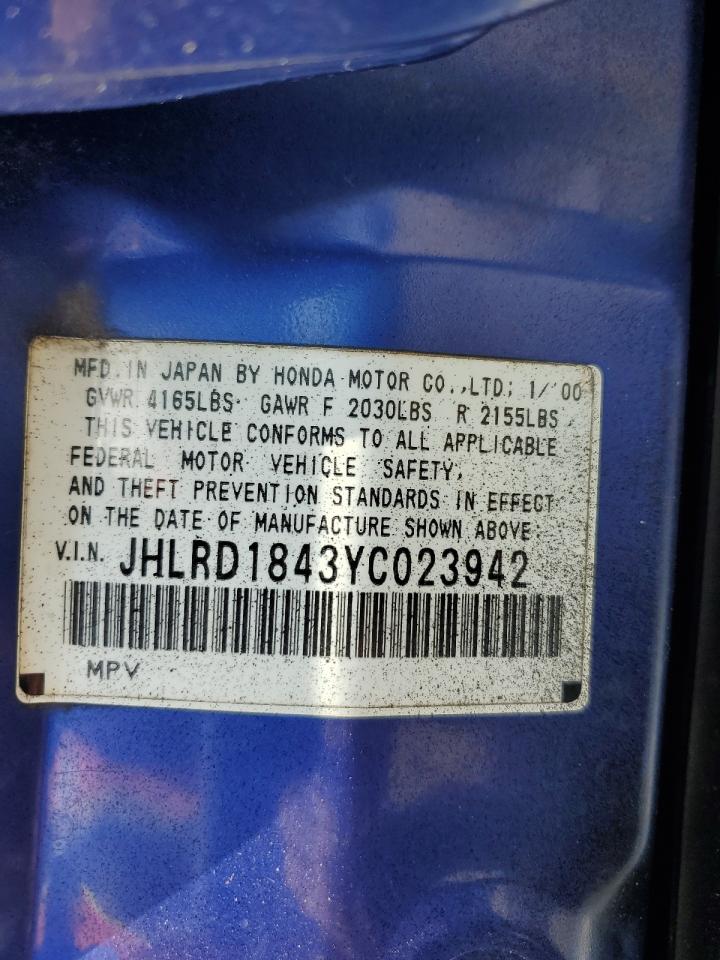 MFD. IN JAPAN BY HONDA MOTOR CO.,LTD; 1/'00
GVWR 4165LBS GAWR F 2030LBS R 2155LBS
THIS VEHICLE CONFORMS TO ALL APPLICABLE
FEDERAL MOTOR VEHICLE SAFETY,
AND THEFT PREVENTION STANDARDS IN EFFECT
ON THE DATE OF MANUFACTURE SHOWN ABOVE:
V.I.N. JHLRD1843YC023942
MPV